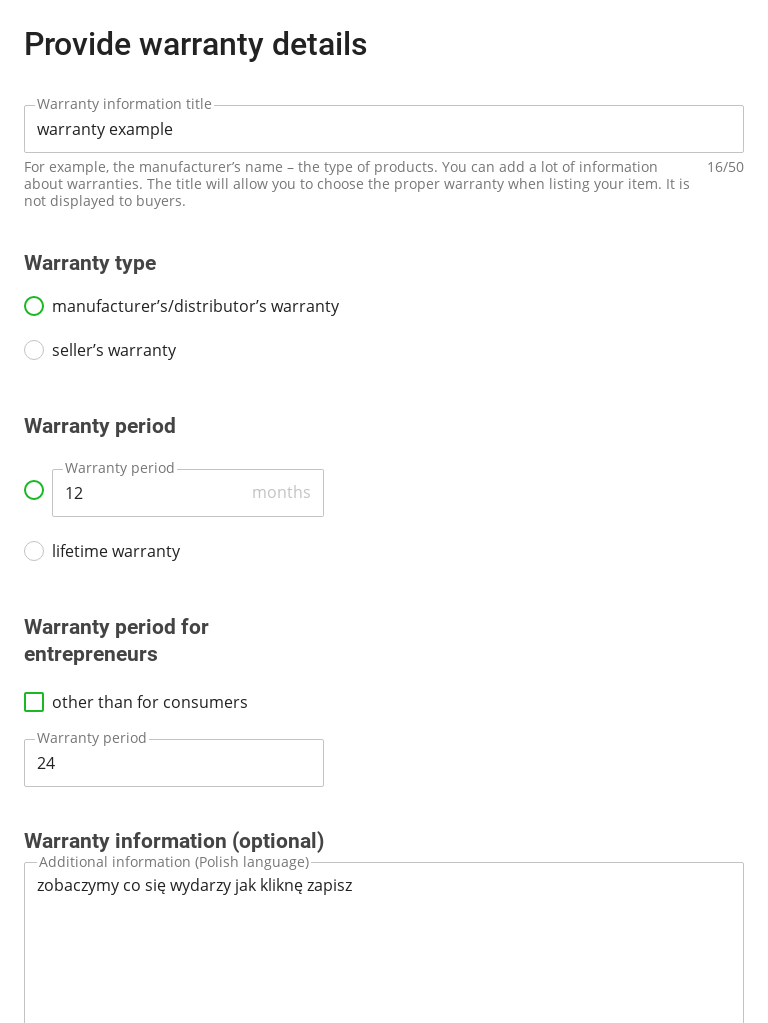 Provide warranty details
Warranty information title
warranty example
For example, the manufacturer’s name – the type of products. You can add a lot of information
16/50
about warranties. The title will allow you to choose the proper warranty when listing your item. It is
not displayed to buyers.
Warranty type
manufacturer’s/distributor’s warranty
seller’s warranty
Warranty period
Warranty period
12
months
lifetime warranty
Warranty period for
entrepreneurs
other than for consumers
Warranty period
24
Warranty information (optional)
Additional information (Polish language)
zobaczymy co się wydarzy jak kliknę zapisz